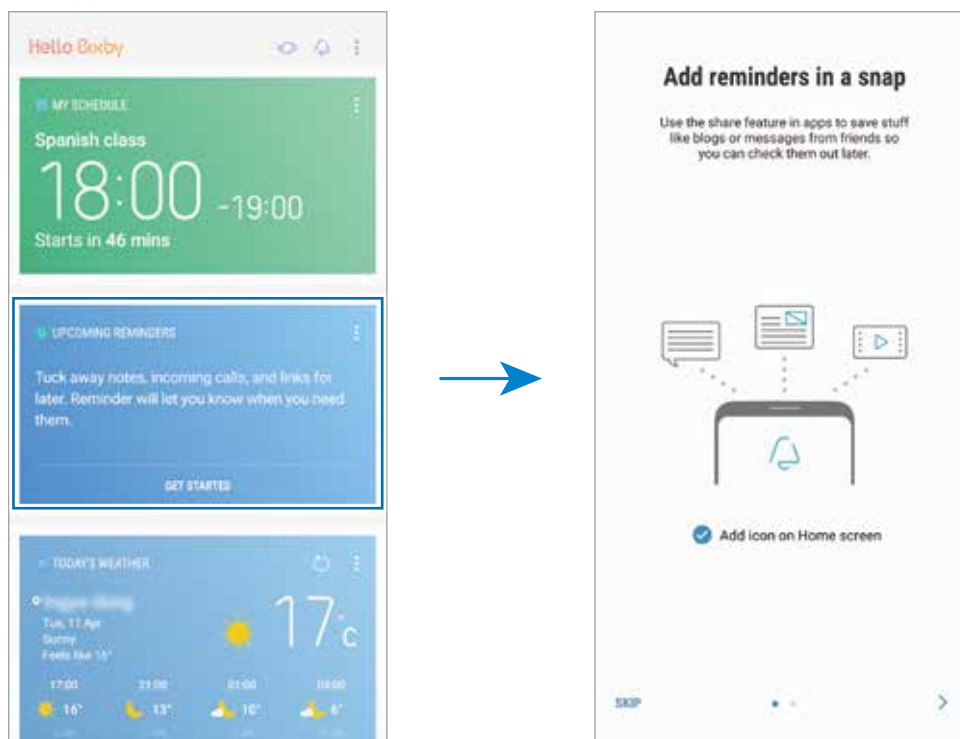 Hello Bixby
MY SCHEDULE
Spanish class
18:00 -19:00
Starts in 46 mins
UPCOMING REMINDERS
Tuck away notes, incoming calls, and links for
later. Reminder will let you know when you need
them.
GET STARTED
TODAY'S WEATHER
Tue, 11 Apr
Sunny
Feels like 16°
17°c
17:00 21:00 01:00
16° 13° 10° 6°
Add reminders in a snap
Use the share feature in apps to save stuff
like blogs or messages from friends so
you can check them out later.
Add icon on Home screen
SKIP